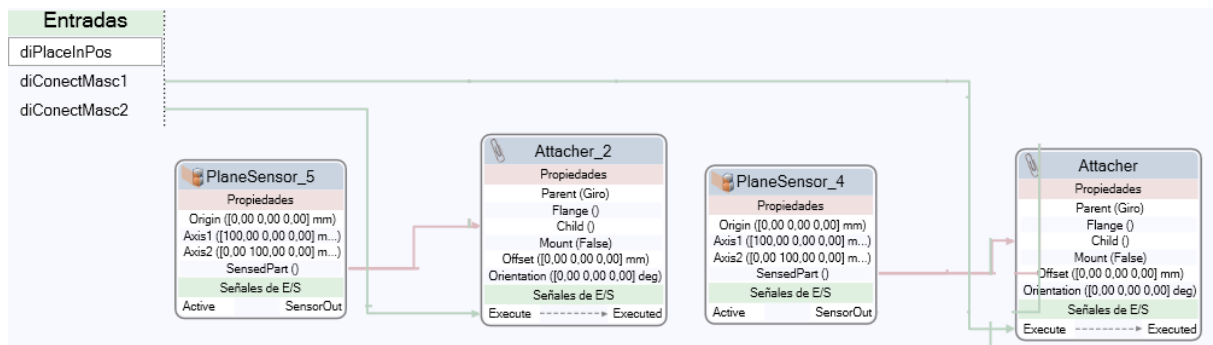 Entradas
diPlaceInPos
diConectMasc1
diConectMasc2
PlaneSensor_5
Propiedades
Origin ([0,00 0,00 0,00] mm)
Axis1 ([100,00 0,00 0,00] m...)
Axis2 ([0,00 100,00 0,00] m...)
SensedPart ()
Señales de E/S
Active SensorOut
Attacher_2
Propiedades
Parent (Giro)
Flange ()
Child ()
Mount (False)
Offset ([0,00 0,00 0,00] mm)
Orientation ([0,00 0,00 0,00] deg)
Señales de E/S
Execute Executed
PlaneSensor_4
Propiedades
Origin ([0,00 0,00 0,00] mm)
Axis1 ([100,00 0,00 0,00] m...)
Axis2 ([0,00 100,00 0,00] m...)
SensedPart ()
Señales de E/S
Active SensorOut
Attacher
Propiedades
Parent (Giro)
Flange ()
Child ()
Mount (False)
Offset ([0,00 0,00 0,00] mm)
Orientation ([0,00 0,00 0,00] deg)
Señales de E/S
Execute Executed